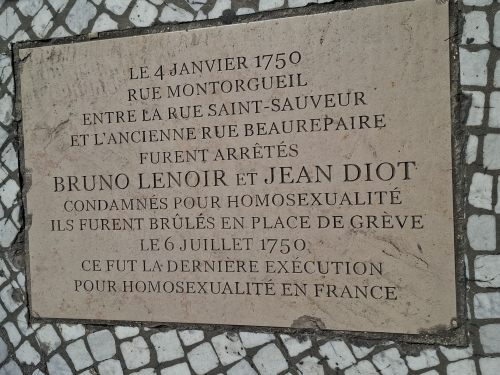 LE 4 JANVIER 1750
RUE MONTORGUEIL
ENTRE LA RUE SAINT-SAUVEUR
ET L'ANCIENNE RUE BEAUREPAIRE
FURENT ARRÊTÉS
BRUNO LENOIR ET JEAN DIOT
CONDAMNÉS POUR HOMOSEXUALITÉ
ILS FURENT BRÛLÉS EN PLACE DE GRÈVE
LE 6 JUILLET 1750
CE FUT LA DERNIÈRE EXÉCUTION
POUR HOMOSEXUALITÉ EN FRANCE